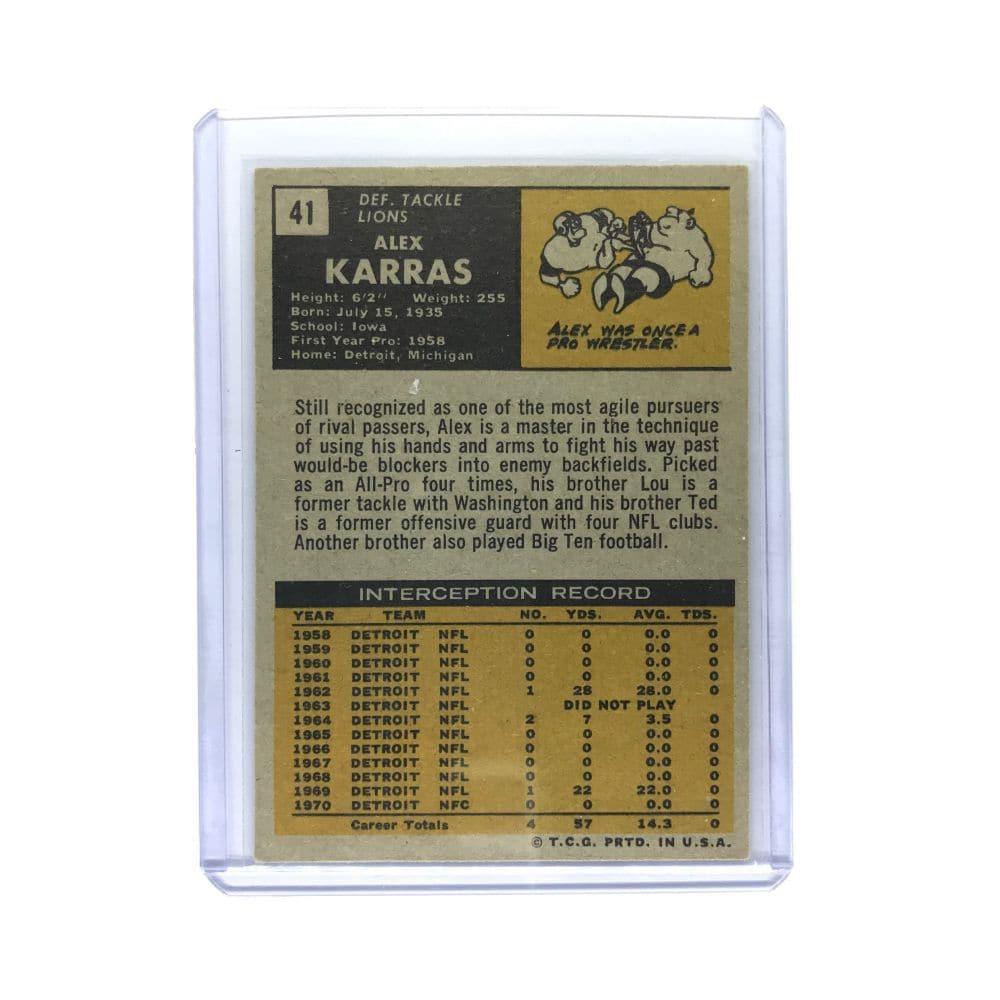 41
DEF. TACKLE
LIONS
ALEX
KARRAS
Height: 6'2" Weight: 255
Born: July 15, 1935
School: Iowa
First Year Pro: 1958
Home: Detroit, Michigan
ALEX WAS ONCE A
PRO WRESTLER.
Still recognized as one of the most agile pursuers
of rival passers, Alex is a master in the technique
of using his hands and arms to fight his way past
would-be blockers into enemy backfields. Picked
as an All-Pro four times, his brother Lou is a
former tackle with Washington and his brother Ted
is a former offensive guard with four NFL clubs.
Another brother also played Big Ten football.
INTERCEPTION RECORD
YEAR TEAM NO. YDS. AVG. TDS.
1958 DETROIT NFL 0 0 0.0 0
1959 DETROIT NFL 0 0 0.0 0
1960 DETROIT NFL 0 0 0.0 0
1961 DETROIT NFL 0 0 0.0 0
1962 DETROIT NFL 1 28 28.0 0
1963 DETROIT NFL DID NOT PLAY
1964 DETROIT NFL 2 7 3.5 0
1965 DETROIT NFL 0 0 0.0 0
1966 DETROIT NFL 0 0 0.0 0
1967 DETROIT NFL 0 0 0.0 0
1968 DETROIT NFL 0 0 0.0 0
1969 DETROIT NFL 1 22 22.0 0
1970 DETROIT NFC 0 0 0.0 0
Career Totals 4 57 14.3 0
© T.C.G. PRTD. IN U.S.A.